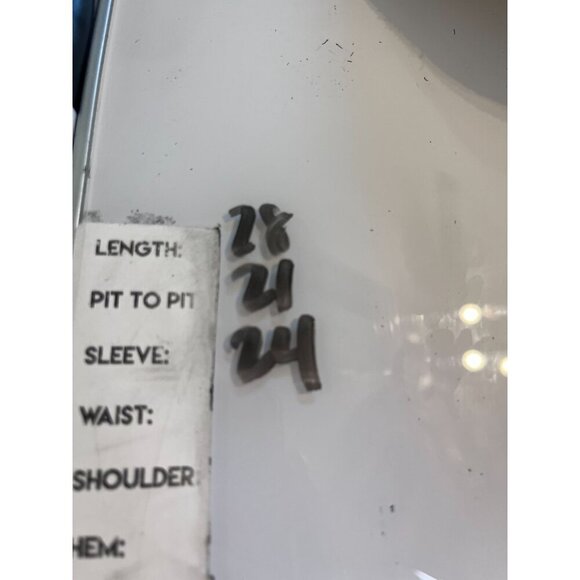 LENGTH: 28
PIT TO PIT 21
SLEEVE: 24
WAIST:
SHOULDER:
HEM: